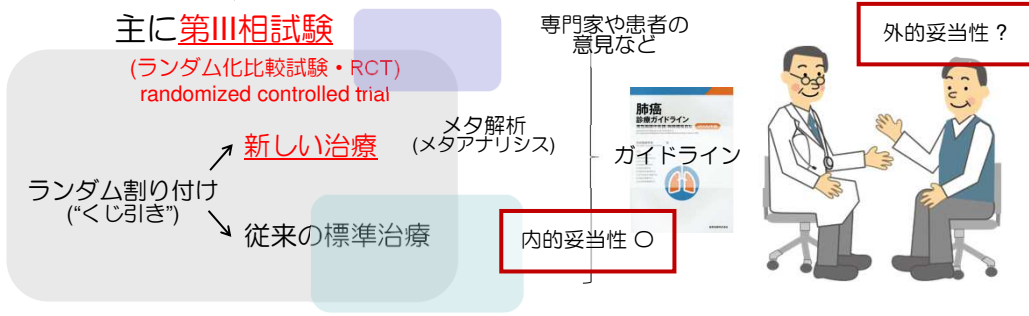 主に第III相試験
(ランダム化比較試験・RCT)
randomized controlled trial
新しい治療
ランダム割り付け
(“くじ引き”)
従来の標準治療
メタ解析
(メタアナリシス)
専門家や患者の
意見など
肺癌
診療ガイドライン
ガイドライン
内的妥当性 〇
外的妥当性？